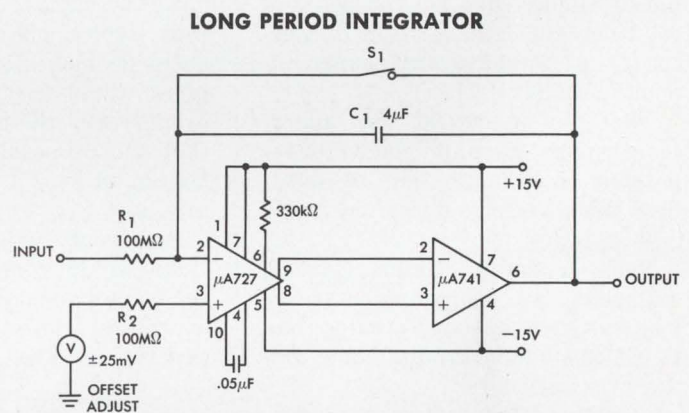 LONG PERIOD INTEGRATOR
S1
C1 4μF
+15V
R1
100MΩ
330kΩ
INPUT
1
7
6
2
−
μA727
9
8
3
+
5
4
10
2
−
μA741
7
6
3
+
4
OUTPUT
R2
100MΩ
−15V
V
±25mV
.05μF
OFFSET
ADJUST